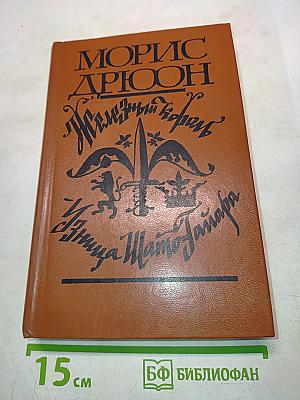 МОРИС
ДРЮОН
Железный король
Узница Шато-Гайара
15 см
БФ БИБЛИОФАН